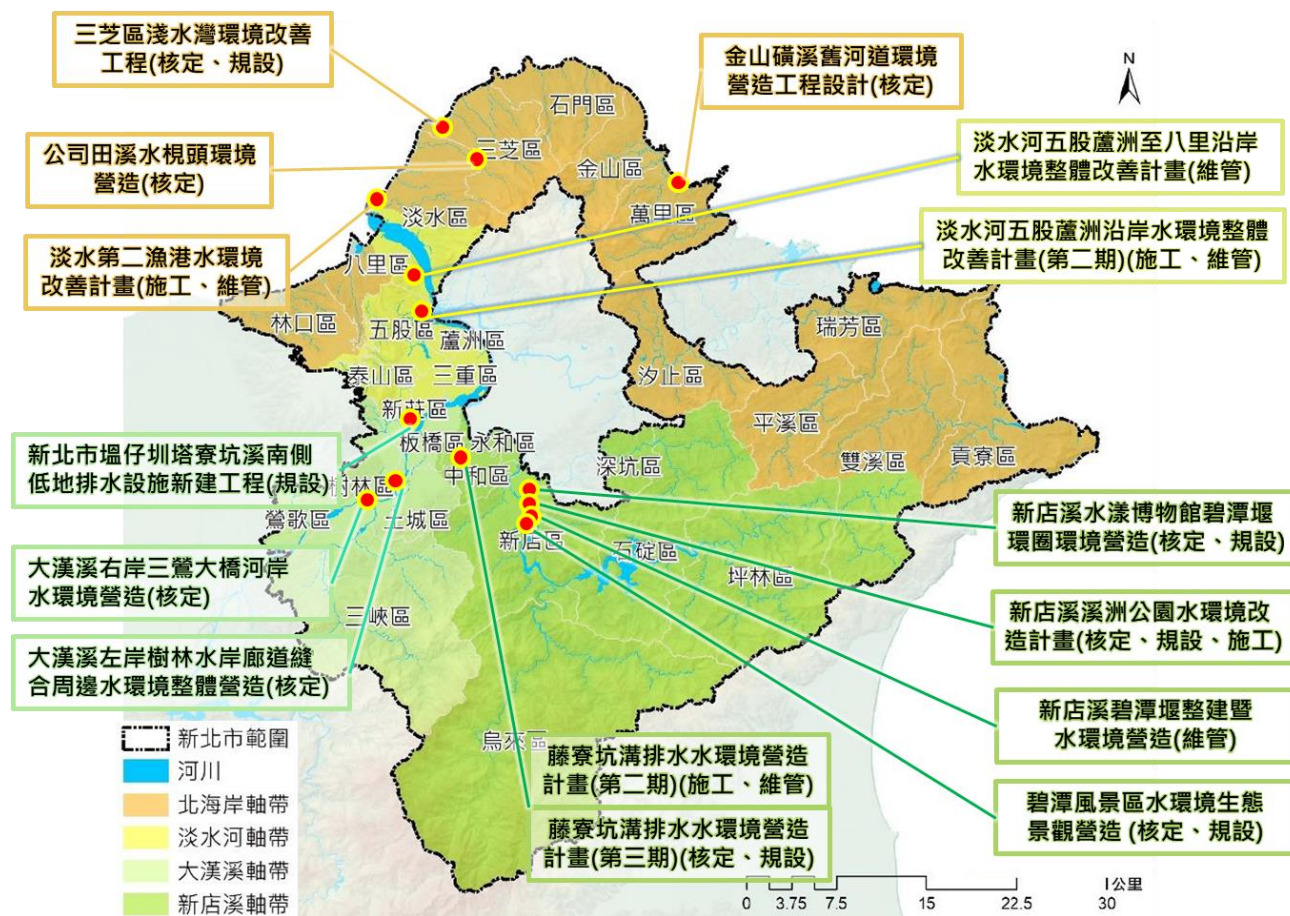 三芝區淺水灣環境改善
工程(核定、規設)
金山磺溪舊河道環境
營造工程設計(核定)
N
公司田溪水梘頭環境
營造(核定)
淡水河五股蘆洲至八里沿岸
水環境整體改善計畫(維管)
淡水第二漁港水環境
改善計畫(施工、維管)
淡水河五股蘆洲沿岸水環境整體
改善計畫(第二期)(施工、維管)
石門區
三芝區
金山區
萬里區
淡水區
八里區
林口區
五股區
蘆洲區
泰山區
三重區
新莊區
板橋區
永和區
中和區
樹林區
鶯歌區
土城區
三峽區
汐止區
瑞芳區
平溪區
雙溪區
貢寮區
深坑區
新店區
石碇區
坪林區
烏來區
新北市塭仔圳塔寮坑溪南側
低地排水設施新建工程(規設)
大漢溪右岸三鶯大橋河岸
水環境營造(核定)
大漢溪左岸樹林水岸廊道縫
合周邊水環境整體營造(核定)
新店溪水漾博物館碧潭堰
環圈環境營造(核定、規設)
新店溪溪洲公園水環境改
造計畫(核定、規設、施工)
新店溪碧潭堰整建暨
水環境營造(維管)
碧潭風景區水環境生態
景觀營造 (核定、規設)
藤寮坑溝排水水環境營造
計畫(第二期)(施工、維管)
藤寮坑溝排水水環境營造
計畫(第三期)(核定、規設)
新北市範圍
河川
北海岸軸帶
淡水河軸帶
大漢溪軸帶
新店溪軸帶
公里
0 3.75 7.5 15 22.5 30